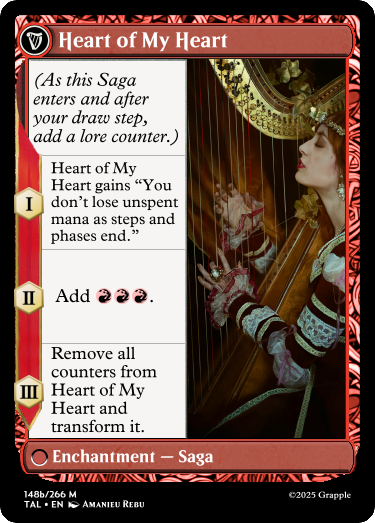 Heart of My Heart
(As this Saga
enters and after
your draw step,
add a lore counter.)
I
Heart of My
Heart gains “You
don’t lose unspent
mana as steps and
phases end.”
II
Add .
III
Remove all
counters from
Heart of My
Heart and
transform it.
Enchantment — Saga
148b/266 M
TAL • EN Amanieu Rebu
©2025 Grapple